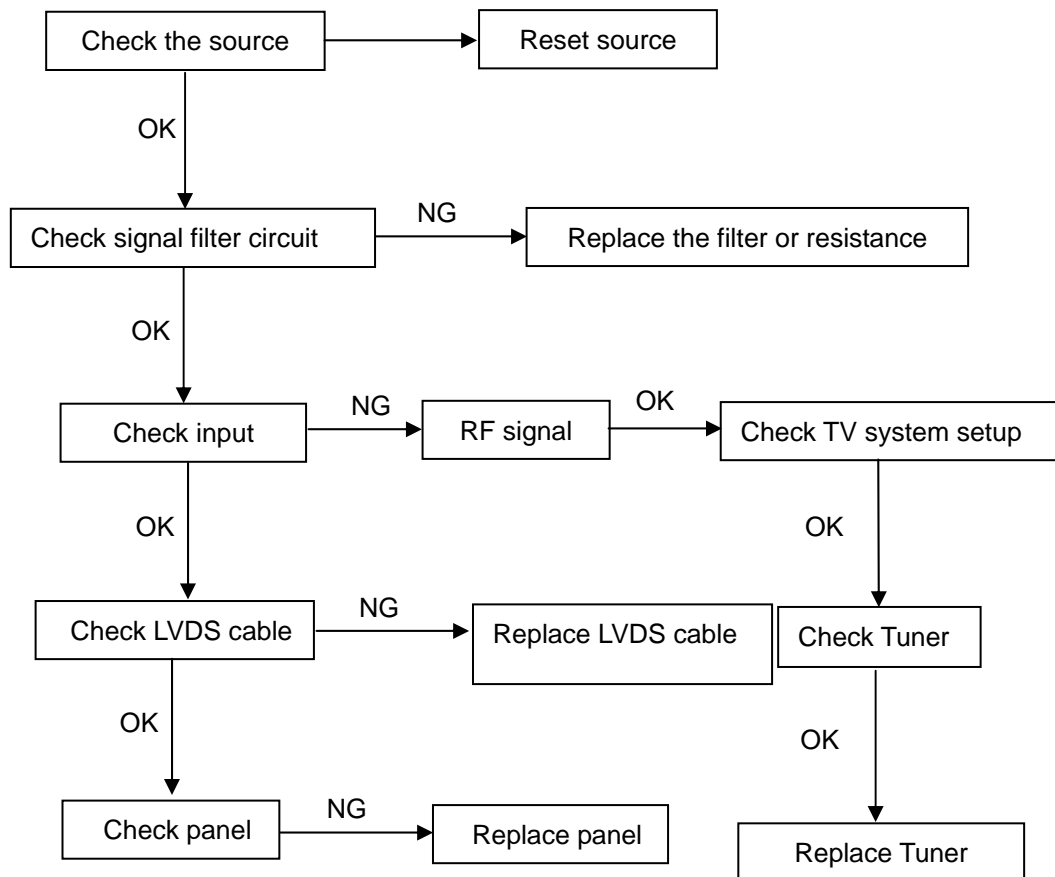 Check the source
Reset source
OK
Check signal filter circuit
NG
Replace the filter or resistance
OK
Check input
NG
RF signal
OK
Check TV system setup
OK
OK
Check LVDS cable
NG
Replace LVDS cable
Check Tuner
OK
OK
Check panel
NG
Replace panel
Replace Tuner